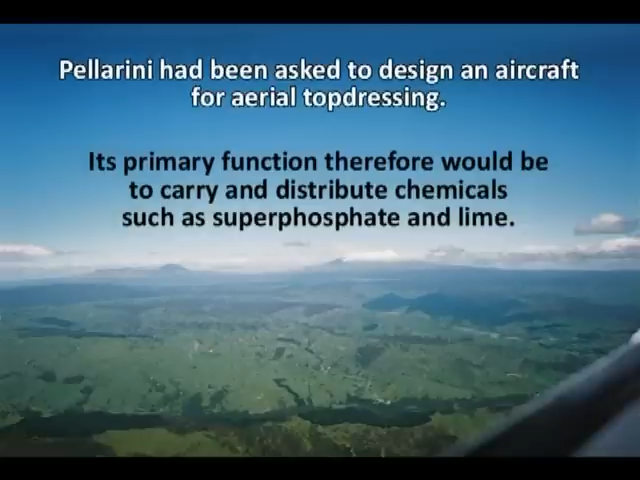 Pellarini had been asked to design an aircraft
for aerial topdressing.
Its primary function therefore would be
to carry and distribute chemicals
such as superphosphate and lime.